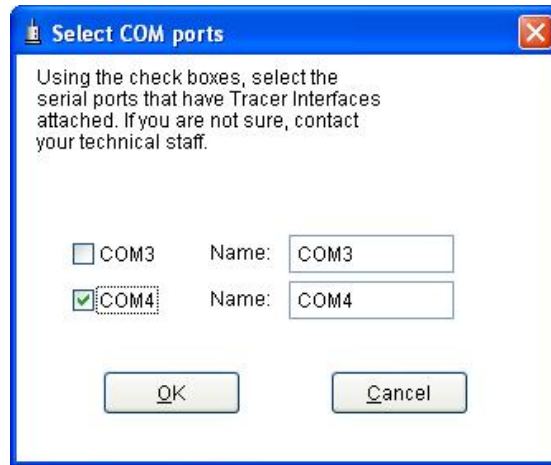 Select COM ports
Using the check boxes, select the
serial ports that have Tracer Interfaces
attached. If you are not sure, contact
your technical staff.
COM3 Name: COM3
COM4 Name: COM4
OK Cancel